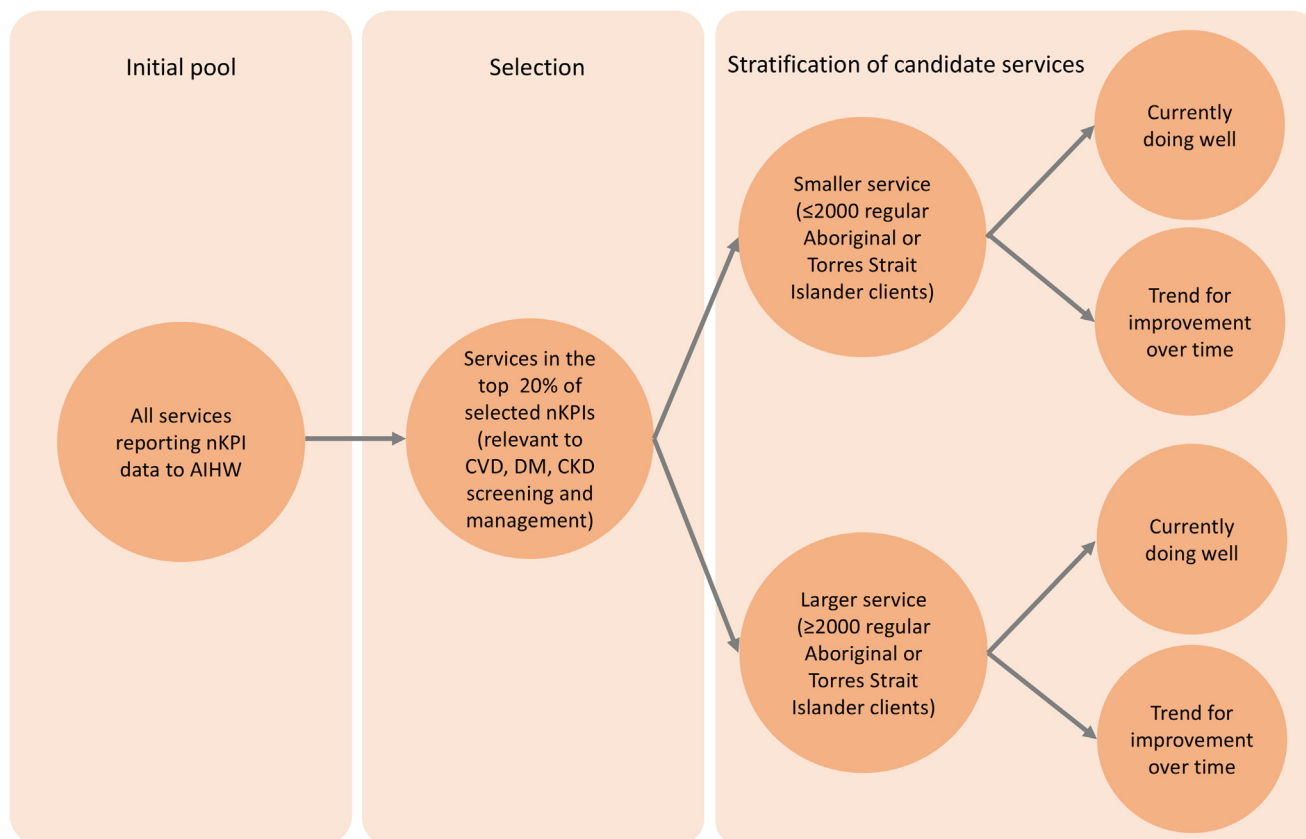 Initial pool
Selection
Stratification of candidate services
All services
reporting nKPI
data to AIHW
Services in the
top 20% of
selected nKPIs
(relevant to
CVD, DM, CKD
screening and
management)
Smaller service
(≤2000 regular
Aboriginal or
Torres Strait
Islander clients)
Currently
doing well
Trend for
improvement
over time
Larger service
(≥2000 regular
Aboriginal or
Torres Strait
Islander clients)
Currently
doing well
Trend for
improvement
over time